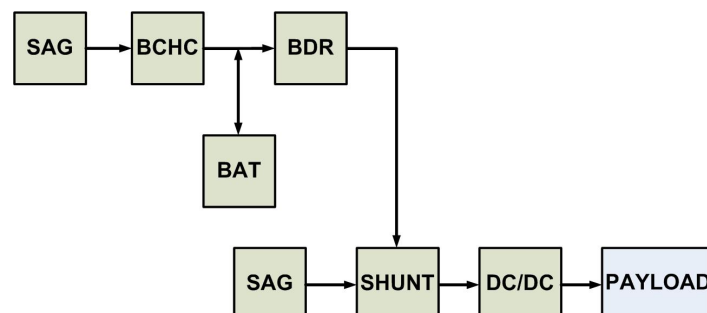 SAG
BCHC
BDR
BAT
SAG
SHUNT
DC/DC
PAYLOAD